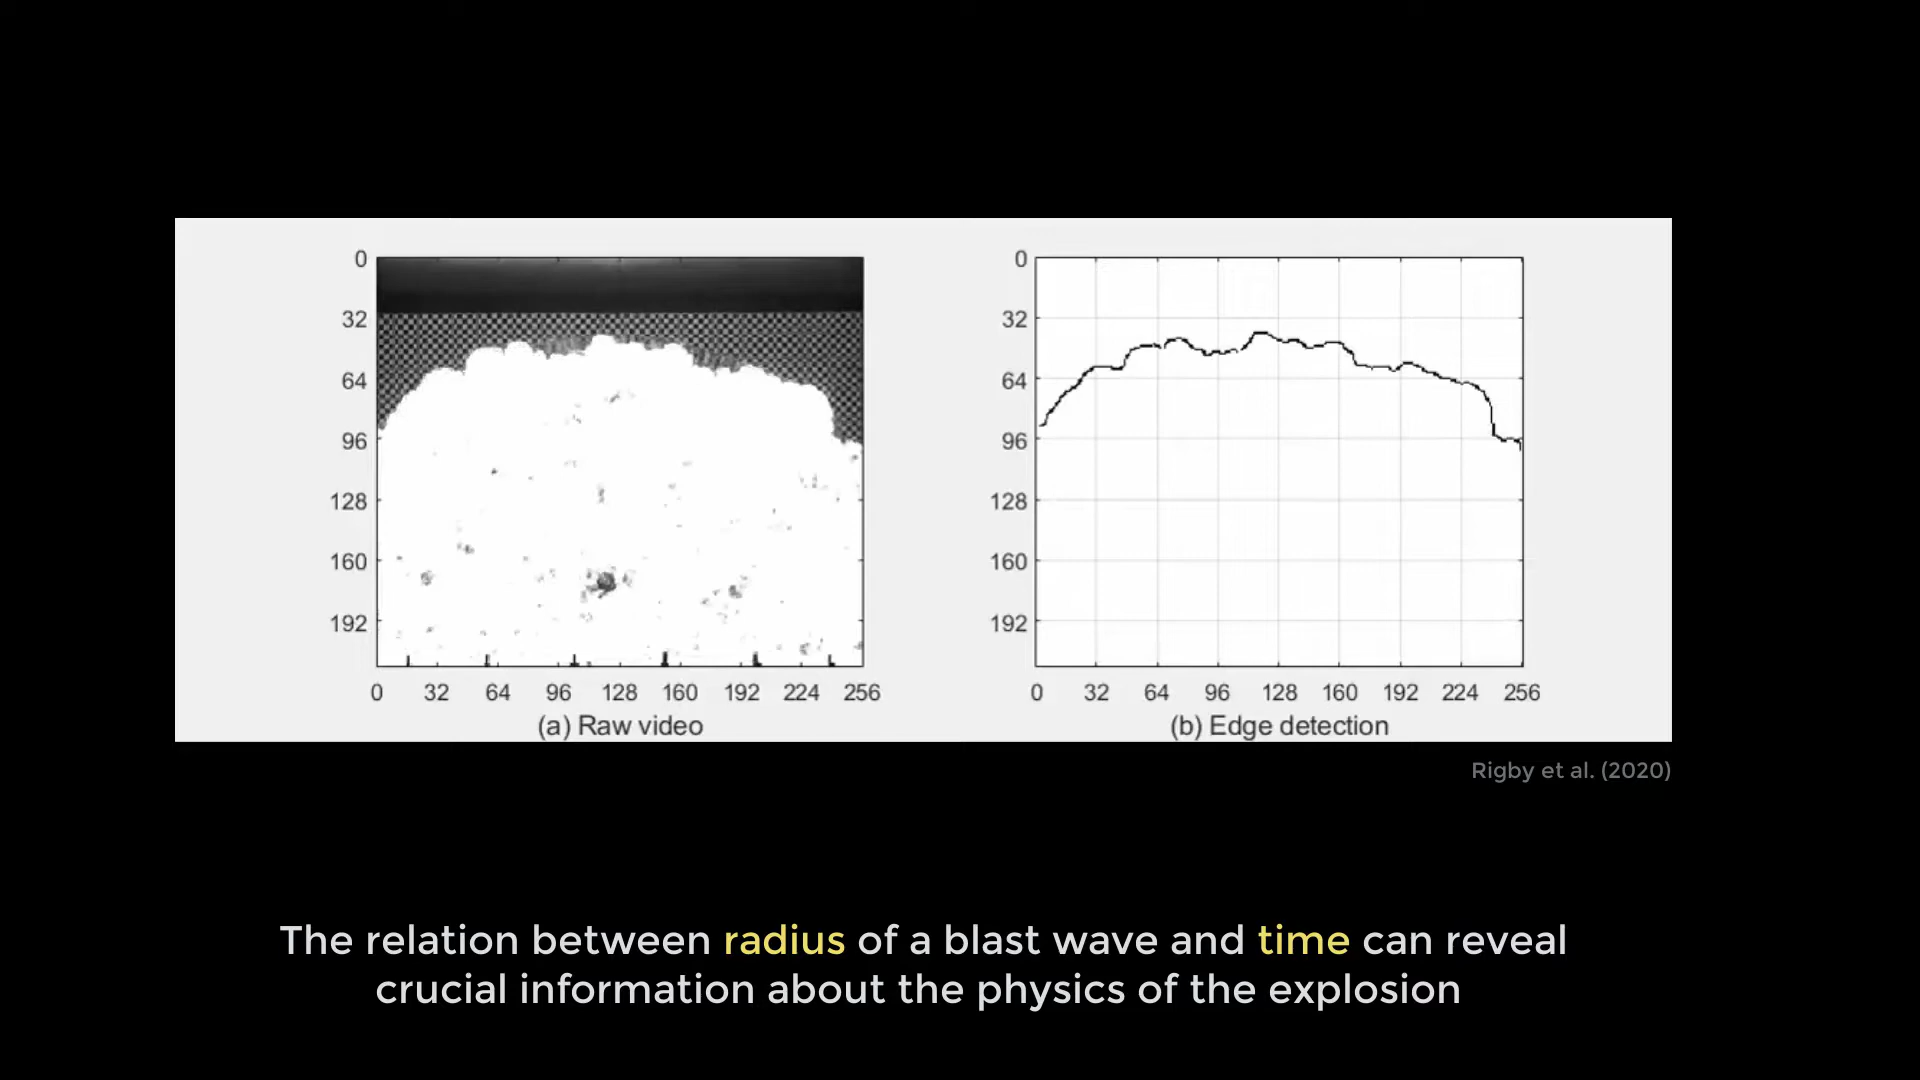 0
32
64
96
128
160
192
0 32 64 96 128 160 192 224 256
(a) Raw video
0
32
64
96
128
160
192
0 32 64 96 128 160 192 224 256
(b) Edge detection
Rigby et al. (2020)
The relation between radius of a blast wave and time can reveal
crucial information about the physics of the explosion